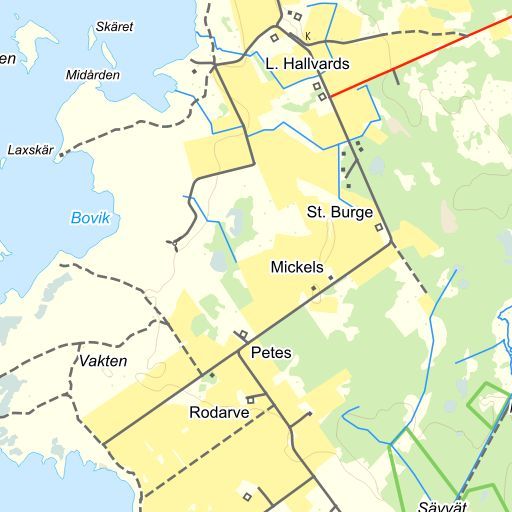 Skäret
en
K
L. Hallvards
Midården
Laxskär
Bovik
St. Burge
Mickels
Petes
Vakten
Rodarve
Sävvät